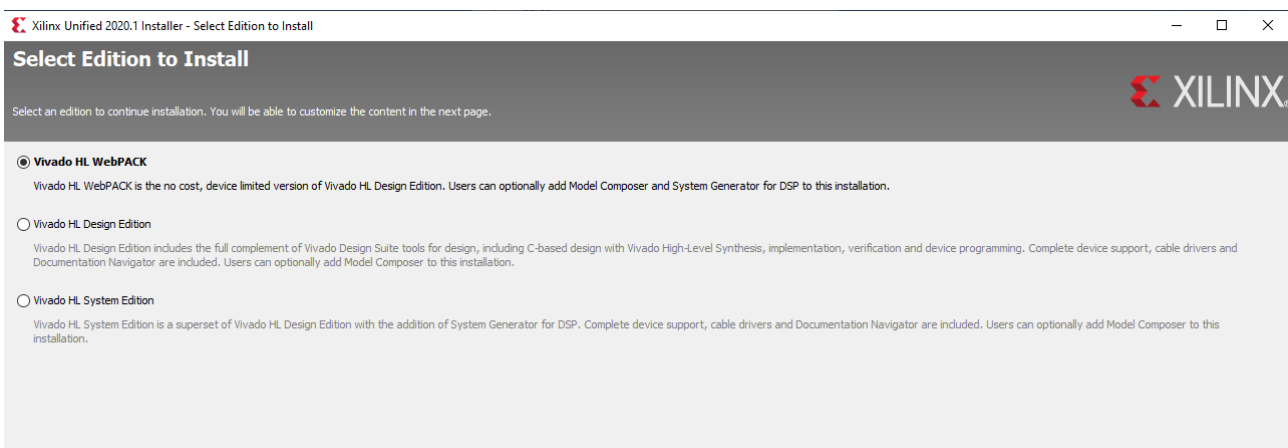 Xilinx Unified 2020.1 Installer - Select Edition to Install
Select Edition to Install
XILINX
Select an edition to continue installation. You will be able to customize the content in the next page.
Vivado HL WebPACK
Vivado HL WebPACK is the no cost, device limited version of Vivado HL Design Edition. Users can optionally add Model Composer and System Generator for DSP to this installation.
Vivado HL Design Edition
Vivado HL Design Edition includes the full complement of Vivado Design Suite tools for design, including C-based design with Vivado High-Level Synthesis, implementation, verification and device programming. Complete device support, cable drivers and
Documentation Navigator are included. Users can optionally add Model Composer to this installation.
Vivado HL System Edition
Vivado HL System Edition is a superset of Vivado HL Design Edition with the addition of System Generator for DSP. Complete device support, cable drivers and Documentation Navigator are included. Users can optionally add Model Composer to this
installation.